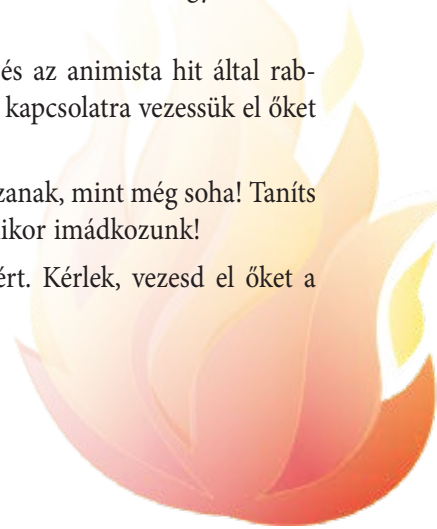 és az animista hit által rab-
kapcsolatra vezessük el őket
zanak, mint még soha! Taníts
ikor imádkozunk!
ért. Kérlek, vezesd el őket a